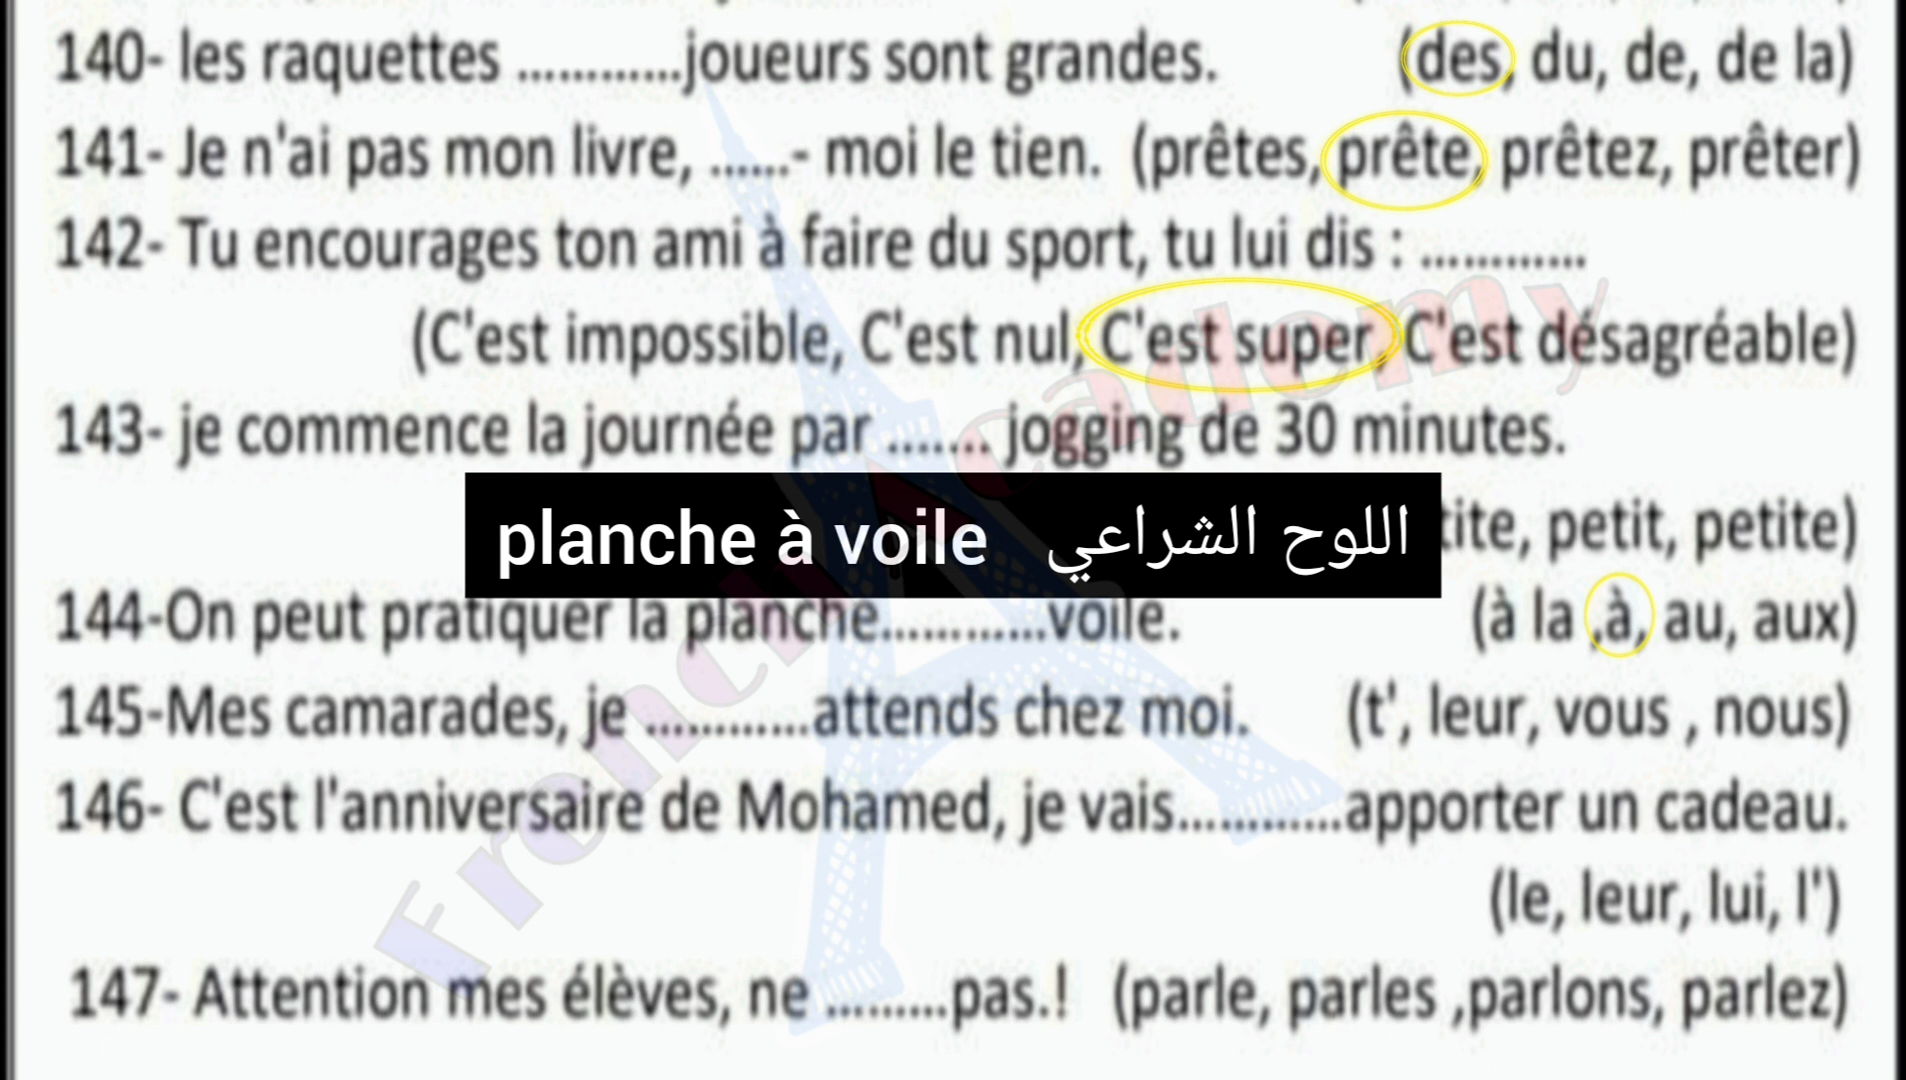 140- les raquettes ............joueurs sont grandes. (des, du, de, de la)
141- Je n'ai pas mon livre, ......- moi le tien. (prêtes, prête, prêtez, prêter)
142- Tu encourages ton ami à faire du sport, tu lui dis : ............
(C'est impossible, C'est nul, C'est super, C'est désagréable)
143- je commence la journée par ....... jogging de 30 minutes.
tite, petit, petite)
planche à voile اللوح الشراعي
144-On peut pratiquer la planche............voile. (à la ,à, au, aux)
145-Mes camarades, je ............attends chez moi. (t', leur, vous , nous)
146- C'est l'anniversaire de Mohamed, je vais............apporter un cadeau.
(le, leur, lui, l')
147- Attention mes élèves, ne .........pas.! (parle, parles ,parlons, parlez)
French Academy